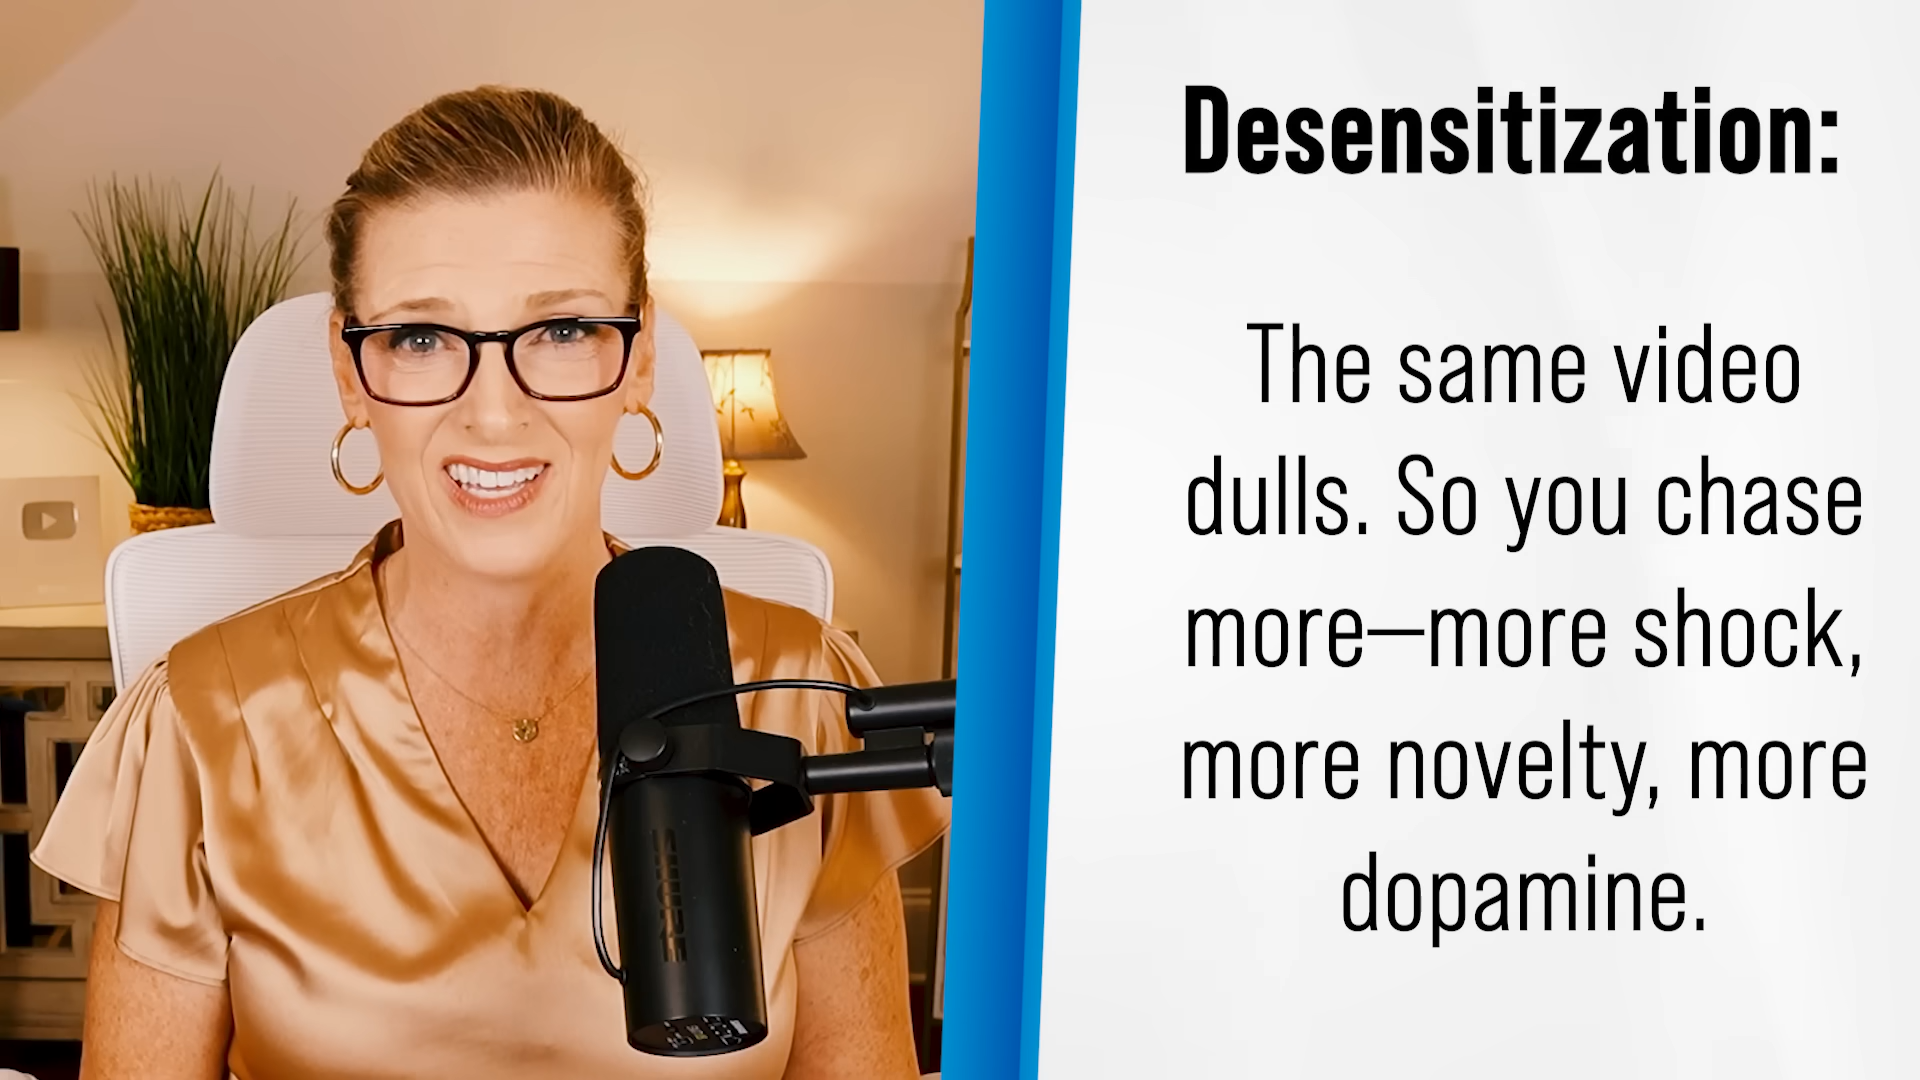 Desensitization:
The same video
dulls. So you chase
more—more shock,
more novelty, more
dopamine.
SHURE